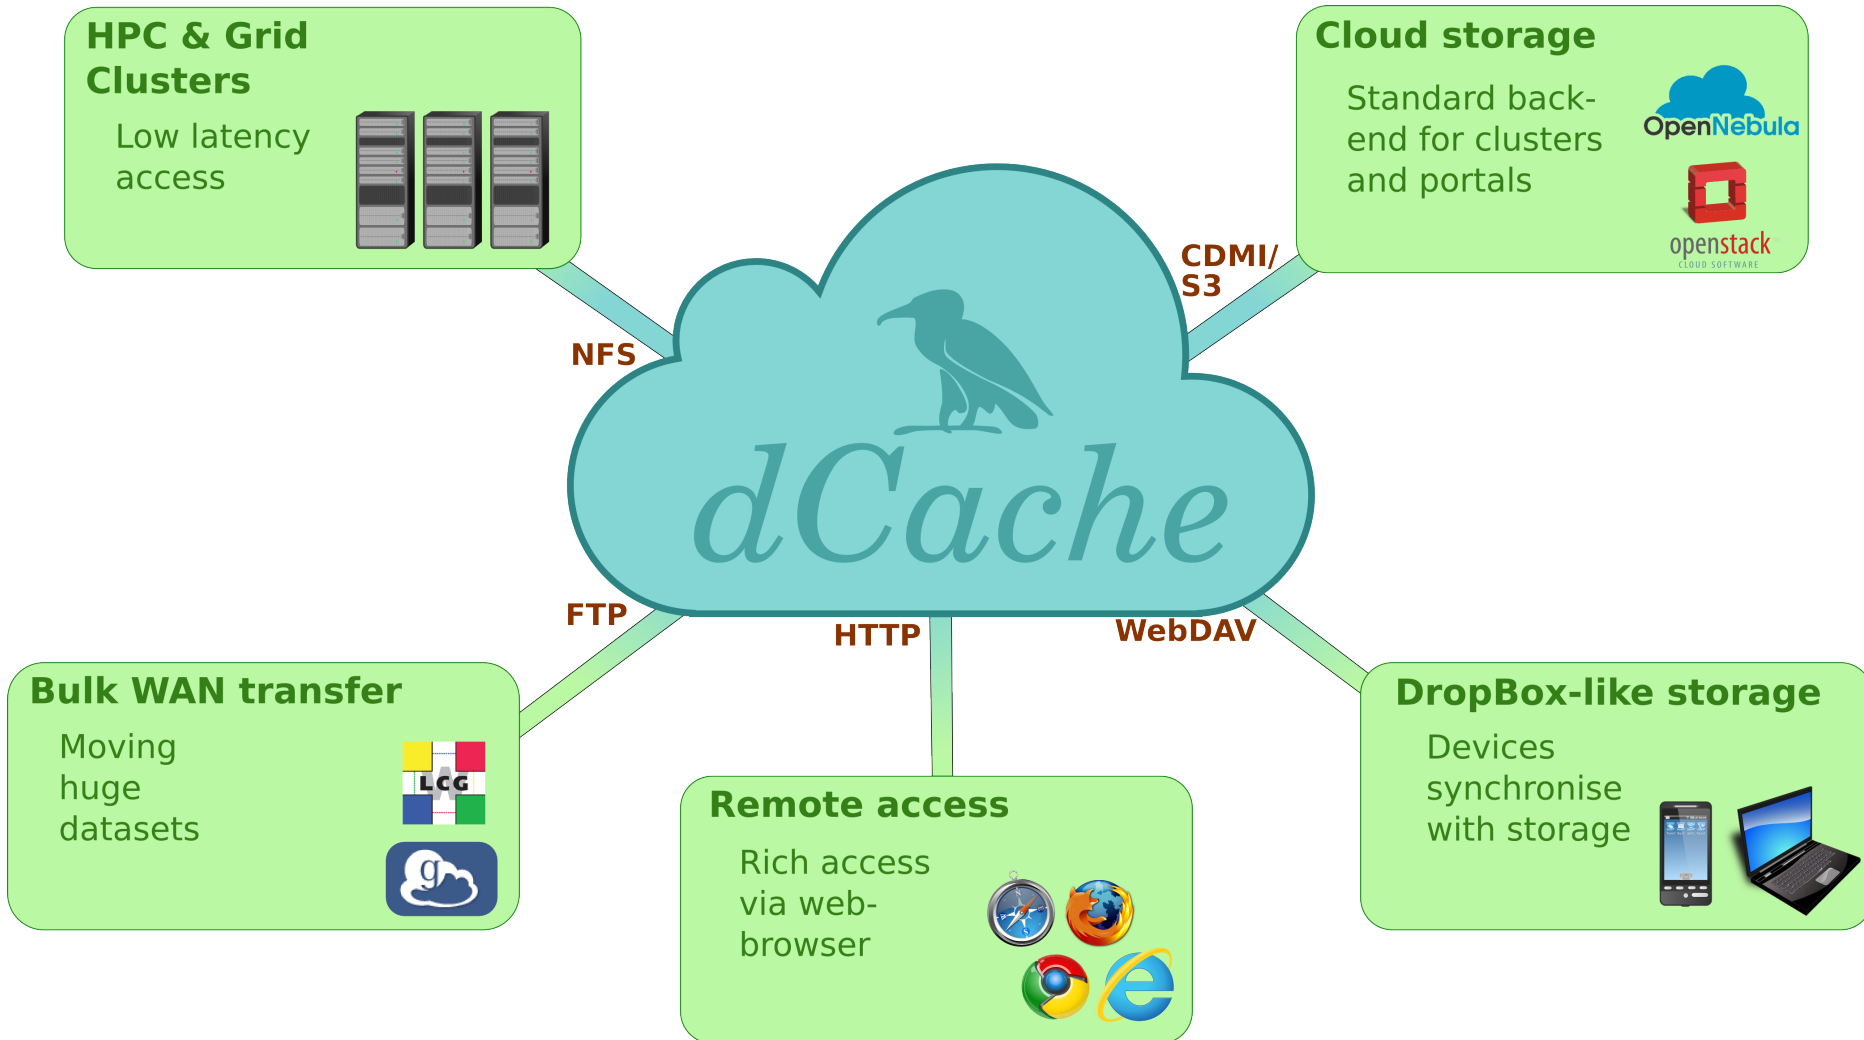 HPC & Grid
Clusters
Low latency
access
Cloud storage
Standard back-
end for clusters
and portals
OpenNebula
openstack
CLOUD SOFTWARE
CDMI/
S3
NFS
dCache
FTP
HTTP
WebDAV
Bulk WAN transfer
Moving
huge
datasets
W
LCG
g
Remote access
Rich access
via web-
browser
DropBox-like storage
Devices
synchronise
with storage